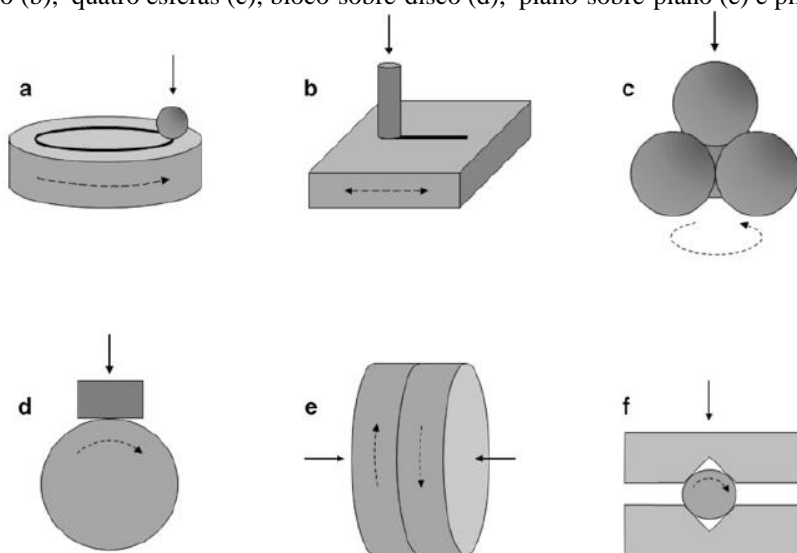 (b); quatro esferas (c); bloco-sobre-disco (d); plano-sobre-plano (e) e
a
b
c
d
e
f